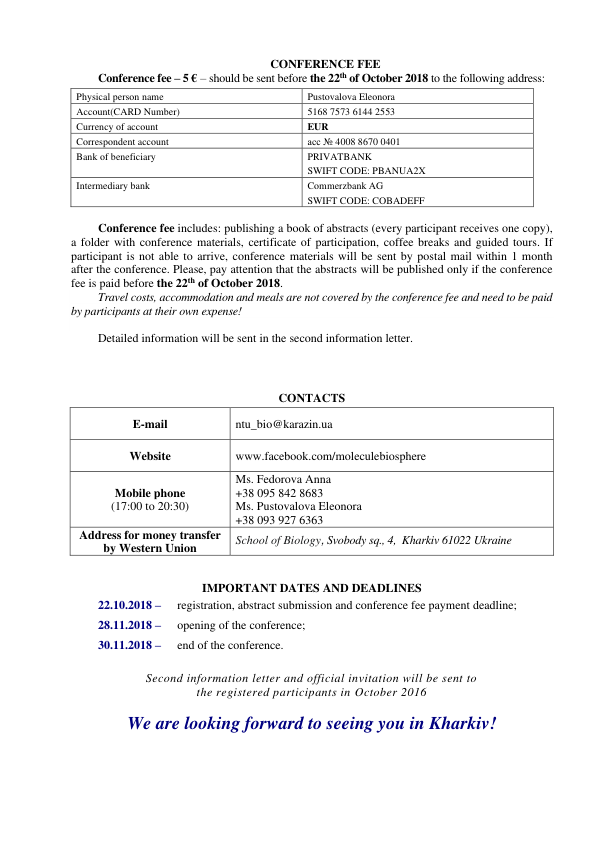 CONFERENCE FEE
Conference fee – 5 € – should be sent before the 22th of October 2018 to the following address:
Physical person name Pustovalova Eleonora
Account(CARD Number) 5168 7573 6144 2553
Currency of account EUR
Correspondent account acc № 4008 8670 0401
Bank of beneficiary PRIVATBANK
SWIFT CODE: PBANUA2X
Intermediary bank Commerzbank AG
SWIFT CODE: COBADEFF
Conference fee includes: publishing a book of abstracts (every participant receives one copy),
a folder with conference materials, certificate of participation, coffee breaks and guided tours. If
participant is not able to arrive, conference materials will be sent by postal mail within 1 month
after the conference. Please, pay attention that the abstracts will be published only if the conference
fee is paid before the 22th of October 2018.
Travel costs, accommodation and meals are not covered by the conference fee and need to be paid
by participants at their own expense!
Detailed information will be sent in the second information letter.
CONTACTS
E-mail ntu_bio@karazin.ua
Website www.facebook.com/moleculebiosphere
Mobile phone
(17:00 to 20:30)
Ms. Fedorova Anna
+38 095 842 8683
Ms. Pustovalova Eleonora
+38 093 927 6363
Address for money transfer
by Western Union
School of Biology, Svobody sq., 4, Kharkiv 61022 Ukraine
IMPORTANT DATES AND DEADLINES
22.10.2018 – registration, abstract submission and conference fee payment deadline;
28.11.2018 – opening of the conference;
30.11.2018 – end of the conference.
Second information letter and official invitation will be sent to
the registered participants in October 2016
We are looking forward to seeing you in Kharkiv!